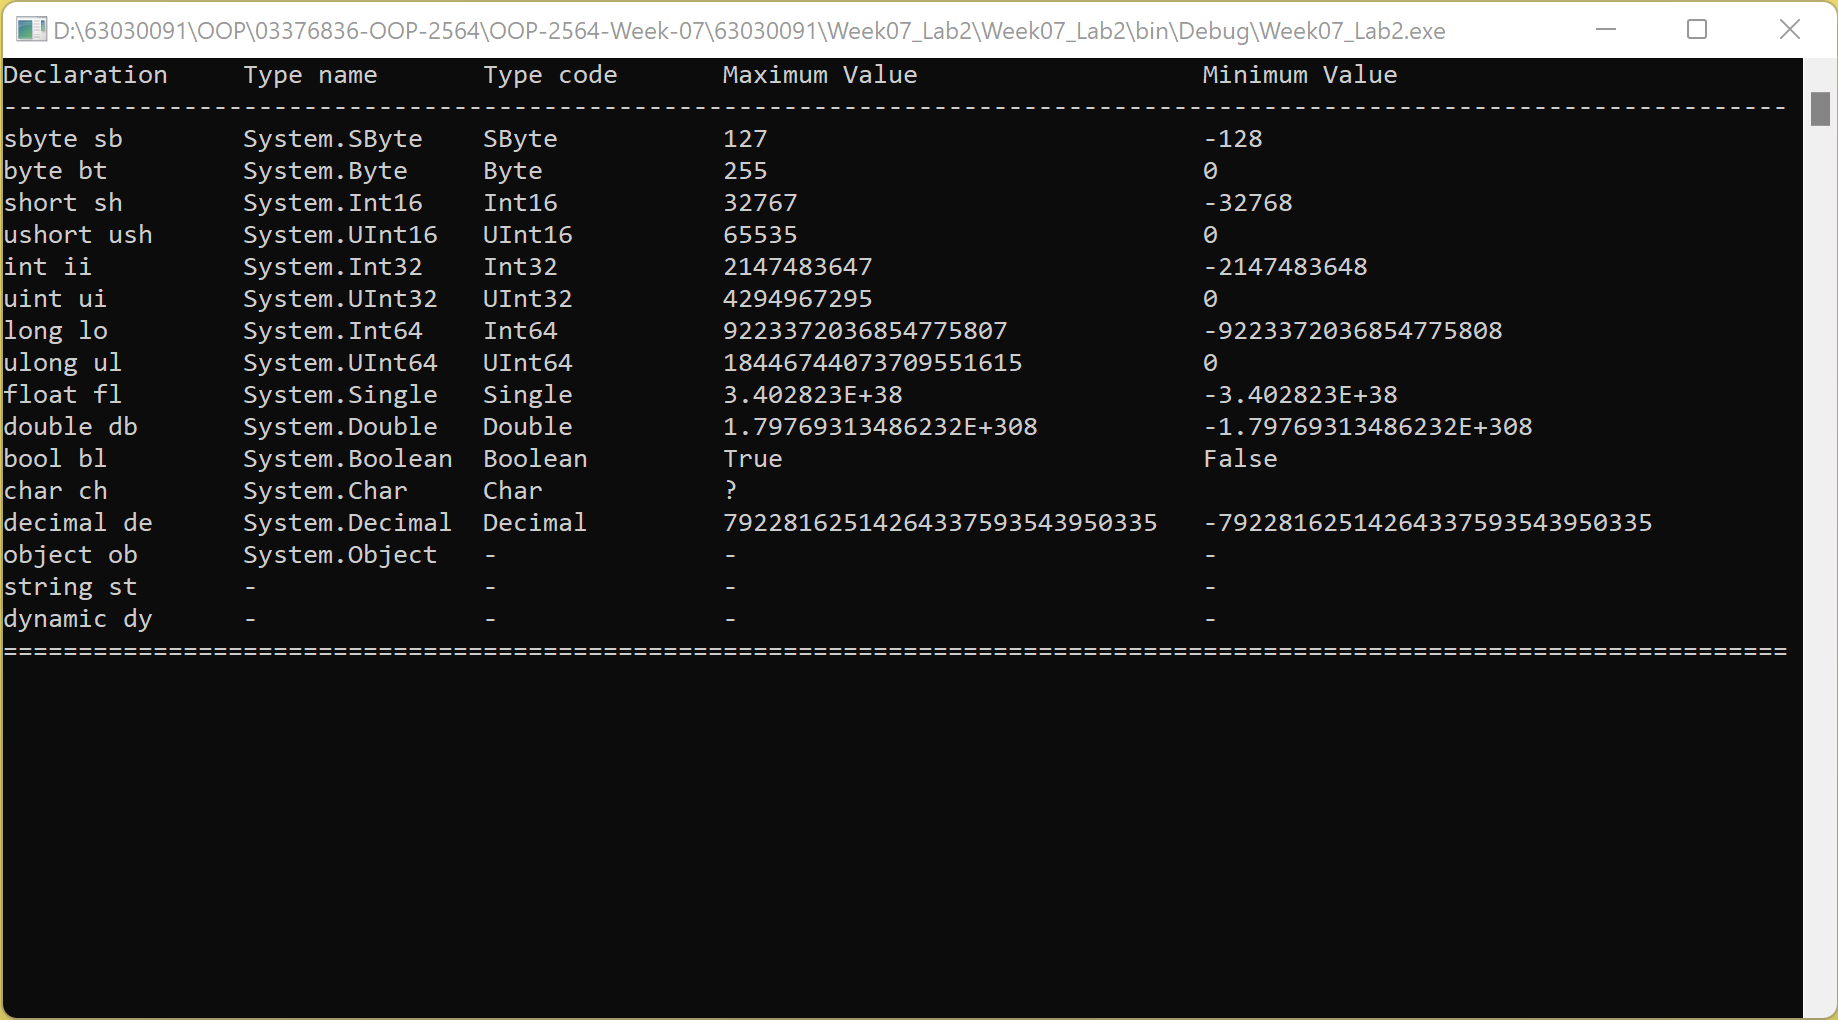 D:\63030091\OOP\03376836-OOP-2564\OOP-2564-Week-07\63030091\Week07_Lab2\Week07_Lab2\bin\Debug\Week07_Lab2.exe
Declaration     Type name       Type code       Maximum Value                   Minimum Value
-----------------------------------------------------------------------------------------------------------------------
sbyte sb        System.SByte    SByte           127                             -128
byte bt         System.Byte     Byte            255                             0
short sh        System.Int16    Int16           32767                           -32768
ushort ush      System.UInt16   UInt16          65535                           0
int ii          System.Int32    Int32           2147483647                      -2147483648
uint ui         System.UInt32   UInt32          4294967295                      0
long lo         System.Int64    Int64           9223372036854775807             -9223372036854775808
ulong ul        System.UInt64   UInt64          18446744073709551615            0
float fl        System.Single   Single          3.402823E+38                    -3.402823E+38
double db       System.Double   Double          1.79769313486232E+308           -1.79769313486232E+308
bool bl         System.Boolean  Boolean         True                            False
char ch         System.Char     Char            ?
decimal de      System.Decimal  Decimal         79228162514264337593543950335   -79228162514264337593543950335
object ob       System.Object   -               -                               -
string st       -               -               -                               -
dynamic dy      -               -               -                               -
=======================================================================================================================